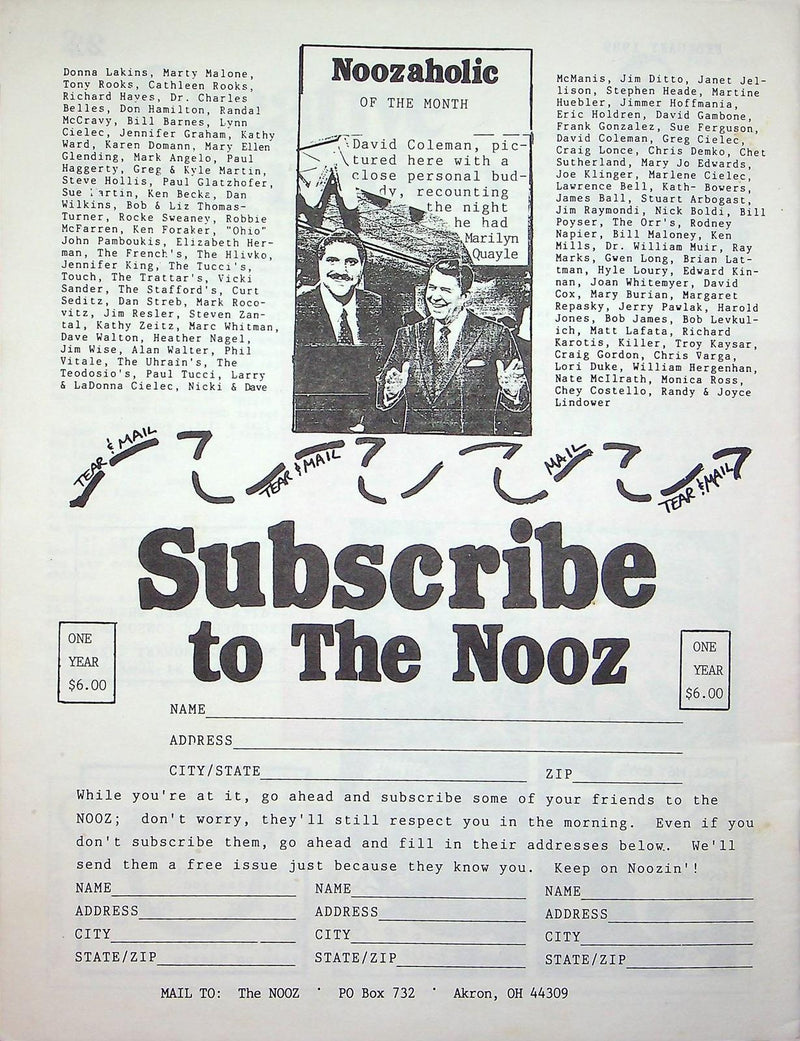 Donna Lakins, Marty Malone,
Tony Rooks, Cathleen Rooks,
Richard Hayes, Dr. Charles
Belles, Don Hamilton, Randal
McCravy, Bill Barnes, Lynn
Cielec, Jennifer Graham, Kathy
Ward, Karen Domann, Mary Ellen
Glending, Mark Angelo, Paul
Haggerty, Greg & Kyle Martin,
Steve Hollis, Paul Glatzhofer,
Sue artin, Ken Becka, Dan
Wilkins, Bob & Liz Thomas-
Turner, Rocke Sweaney, Robbie
McFarren, Ken Foraker, "Ohio"
John Pamboukis, Elizabeth Her-
man, The French's, The Hlivko,
Jennifer King, The Tucci's,
Touch, The Trattar's, Vicki
Sander, The Stafford's, Curt
Seditz, Dan Streb, Mark Roco-
vitz, Jim Resler, Steven Zan-
tal, Kathy Zeitz, Marc Whitman,
Dave Walton, Heather Nagel,
Jim Wise, Alan Walter, Phil
Vitale, The Uhrain's, The
Teodosio's, Paul Tucci, Larry
& LaDonna Cielec, Nicki & Dave
Noozaholic
OF THE MONTH
David Coleman, pic-
tured here with a
close personal bud-
dy, recounting
the night
he had
Marilyn
Quayle
McManis, Jim Ditto, Janet Jel-
lison, Stephen Heade, Martine
Huebler, Jimmer Hoffmania,
Eric Holdren, David Gambone,
Frank Gonzalez, Sue Ferguson,
David Coleman, Greg Cielec,
Craig Lonce, Chris Demko, Chet
Sutherland, Mary Jo Edwards,
Joe Klinger, Marlene Cielec,
Lawrence Bell, Kath- Bowers,
James Ball, Stuart Arbogast,
Jim Raymondi, Nick Boldi, Bill
Poyser, The Orr's, Rodney
Napier, Bill Maloney, Ken
Mills, Dr. William Muir, Ray
Marks, Gwen Long, Brian Lat-
tman, Hyle Loury, Edward Kin-
nan, Joan Whitemyer, David
Cox, Mary Burian, Margaret
Repasky, Jerry Pawlak, Harold
Jones, Bob James, Bob Levkul-
ich, Matt Lafata, Richard
Karotis, Killer, Troy Kaysar,
Craig Gordon, Chris Varga,
Lori Duke, William Hergenhan,
Nate McIlrath, Monica Ross,
Chey Costello, Randy & Joyce
Lindower
TEAR & MAIL
TEAR & MAIL
MAIL
TEAR & MAIL
Subscribe
to The Nooz
ONE
YEAR
$6.00
ONE
YEAR
$6.00
NAME
ADDRESS
CITY/STATE ZIP
While you're at it, go ahead and subscribe some of your friends to the
NOOZ; don't worry, they'll still respect you in the morning. Even if you
don't subscribe them, go ahead and fill in their addresses below. We'll
send them a free issue just because they know you. Keep on Noozin'!
NAME NAME NAME
ADDRESS ADDRESS ADDRESS
CITY CITY CITY
STATE/ZIP STATE/ZIP STATE/ZIP
MAIL TO: The NOOZ · PO Box 732 · Akron, OH 44309